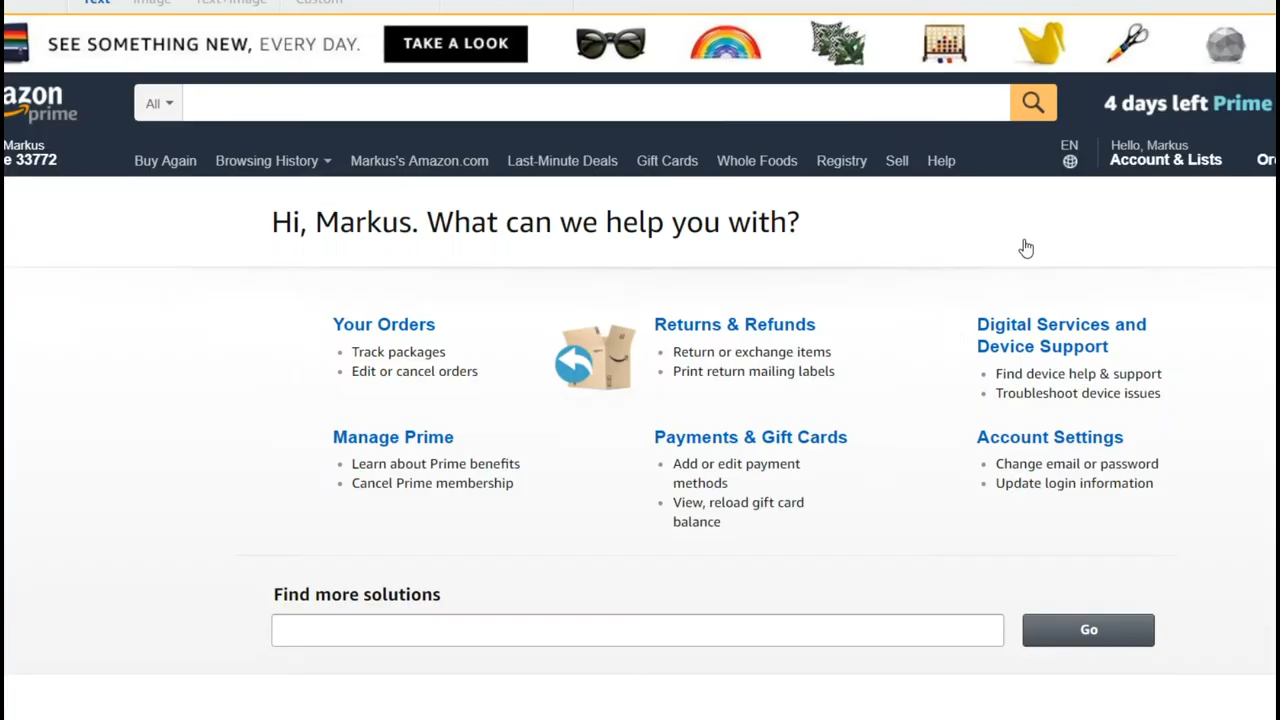 Text Image Text+Image Custom
SEE SOMETHING NEW, EVERY DAY. TAKE A LOOK
azon
prime
All
4 days left Prime
Markus
e 33772
Buy Again Browsing History Markus's Amazon.com Last-Minute Deals Gift Cards Whole Foods Registry Sell Help
EN
Hello, Markus
Account & Lists
Or
Hi, Markus. What can we help you with?
Your Orders
Track packages
Edit or cancel orders
Returns & Refunds
Return or exchange items
Print return mailing labels
Digital Services and
Device Support
Find device help & support
Troubleshoot device issues
Manage Prime
Learn about Prime benefits
Cancel Prime membership
Payments & Gift Cards
Add or edit payment
methods
View, reload gift card
balance
Account Settings
Change email or password
Update login information
Find more solutions
Go